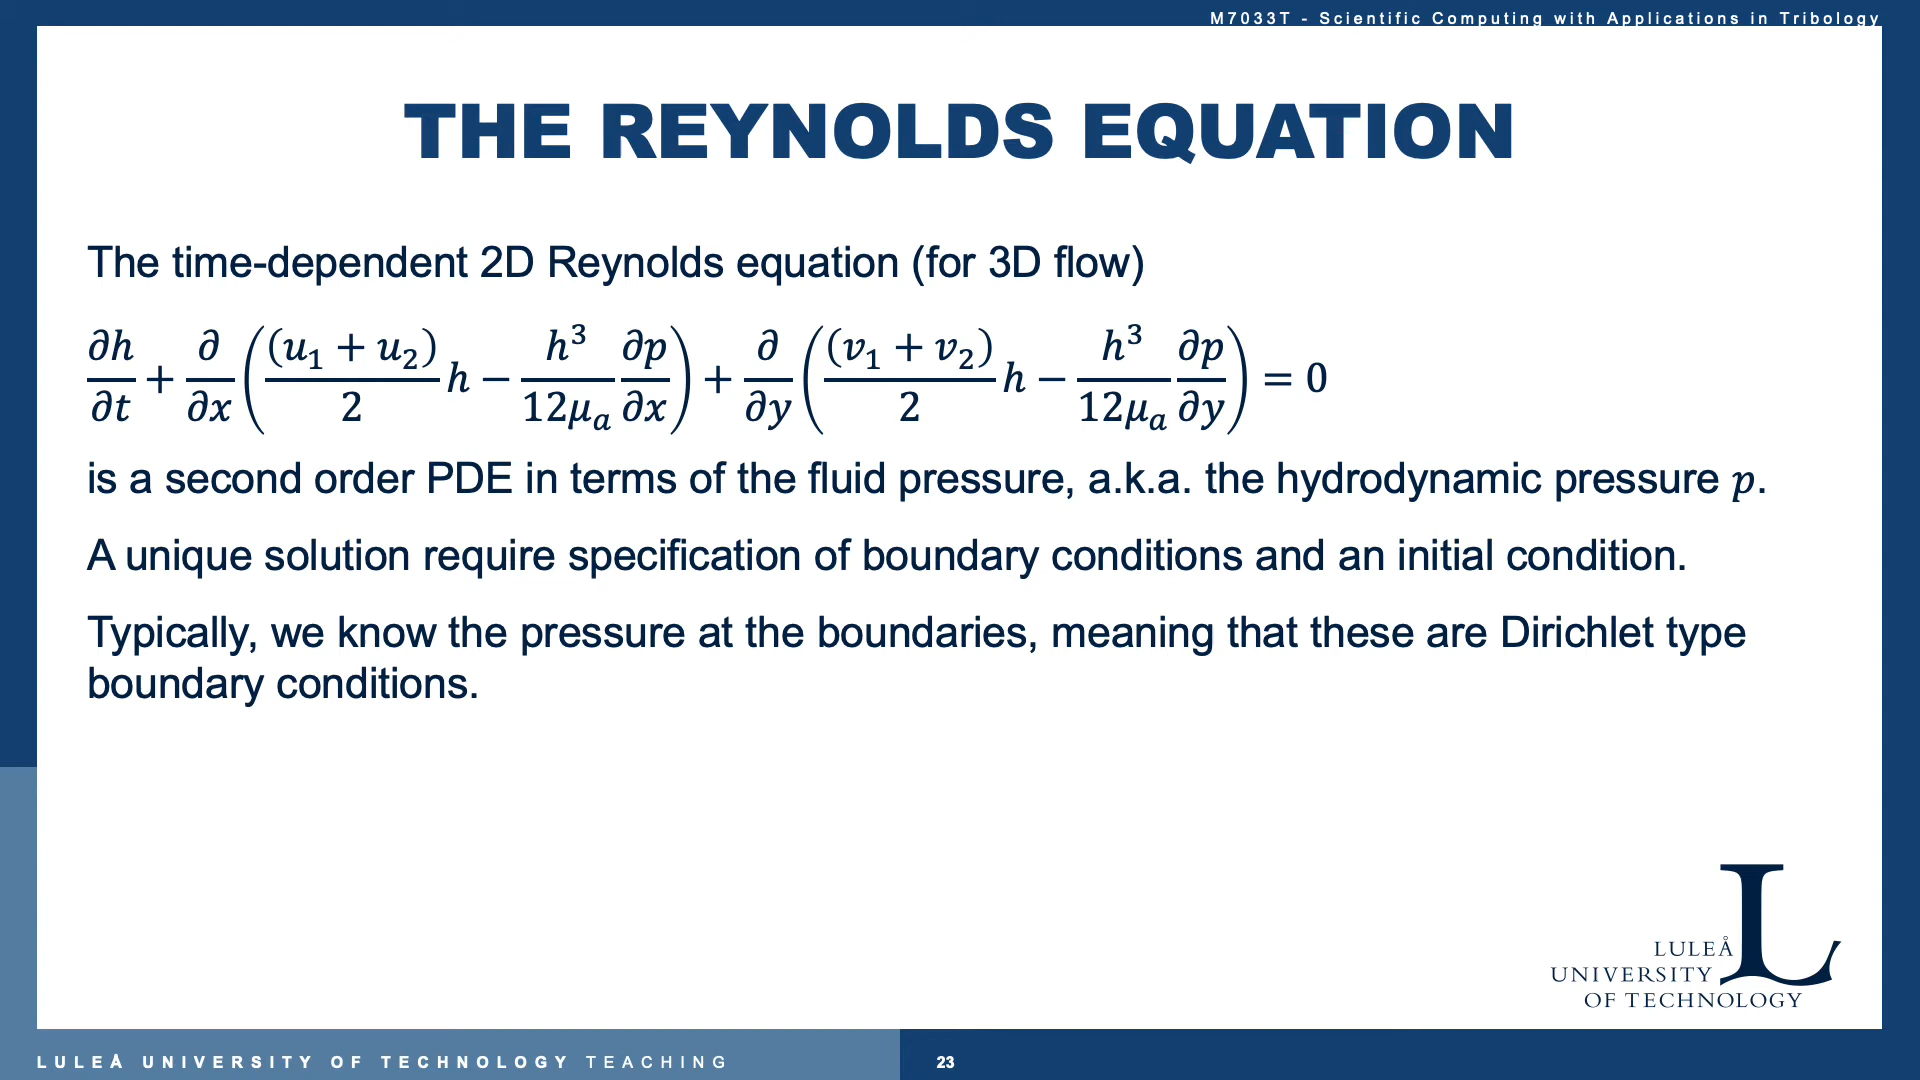 M7033T - Scientific Computing with Applications in Tribology
THE REYNOLDS EQUATION
The time-dependent 2D Reynolds equation (for 3D flow)
∂h/∂t + ∂/∂x ( (u₁ + u₂)/2 h − h³/12μₐ ∂p/∂x ) + ∂/∂y ( (v₁ + v₂)/2 h − h³/12μₐ ∂p/∂y ) = 0
is a second order PDE in terms of the fluid pressure, a.k.a. the hydrodynamic pressure p.
A unique solution require specification of boundary conditions and an initial condition.
Typically, we know the pressure at the boundaries, meaning that these are Dirichlet type
boundary conditions.
LULEÅ
UNIVERSITY
OF TECHNOLOGY
L
LULEÅ UNIVERSITY OF TECHNOLOGY TEACHING
23